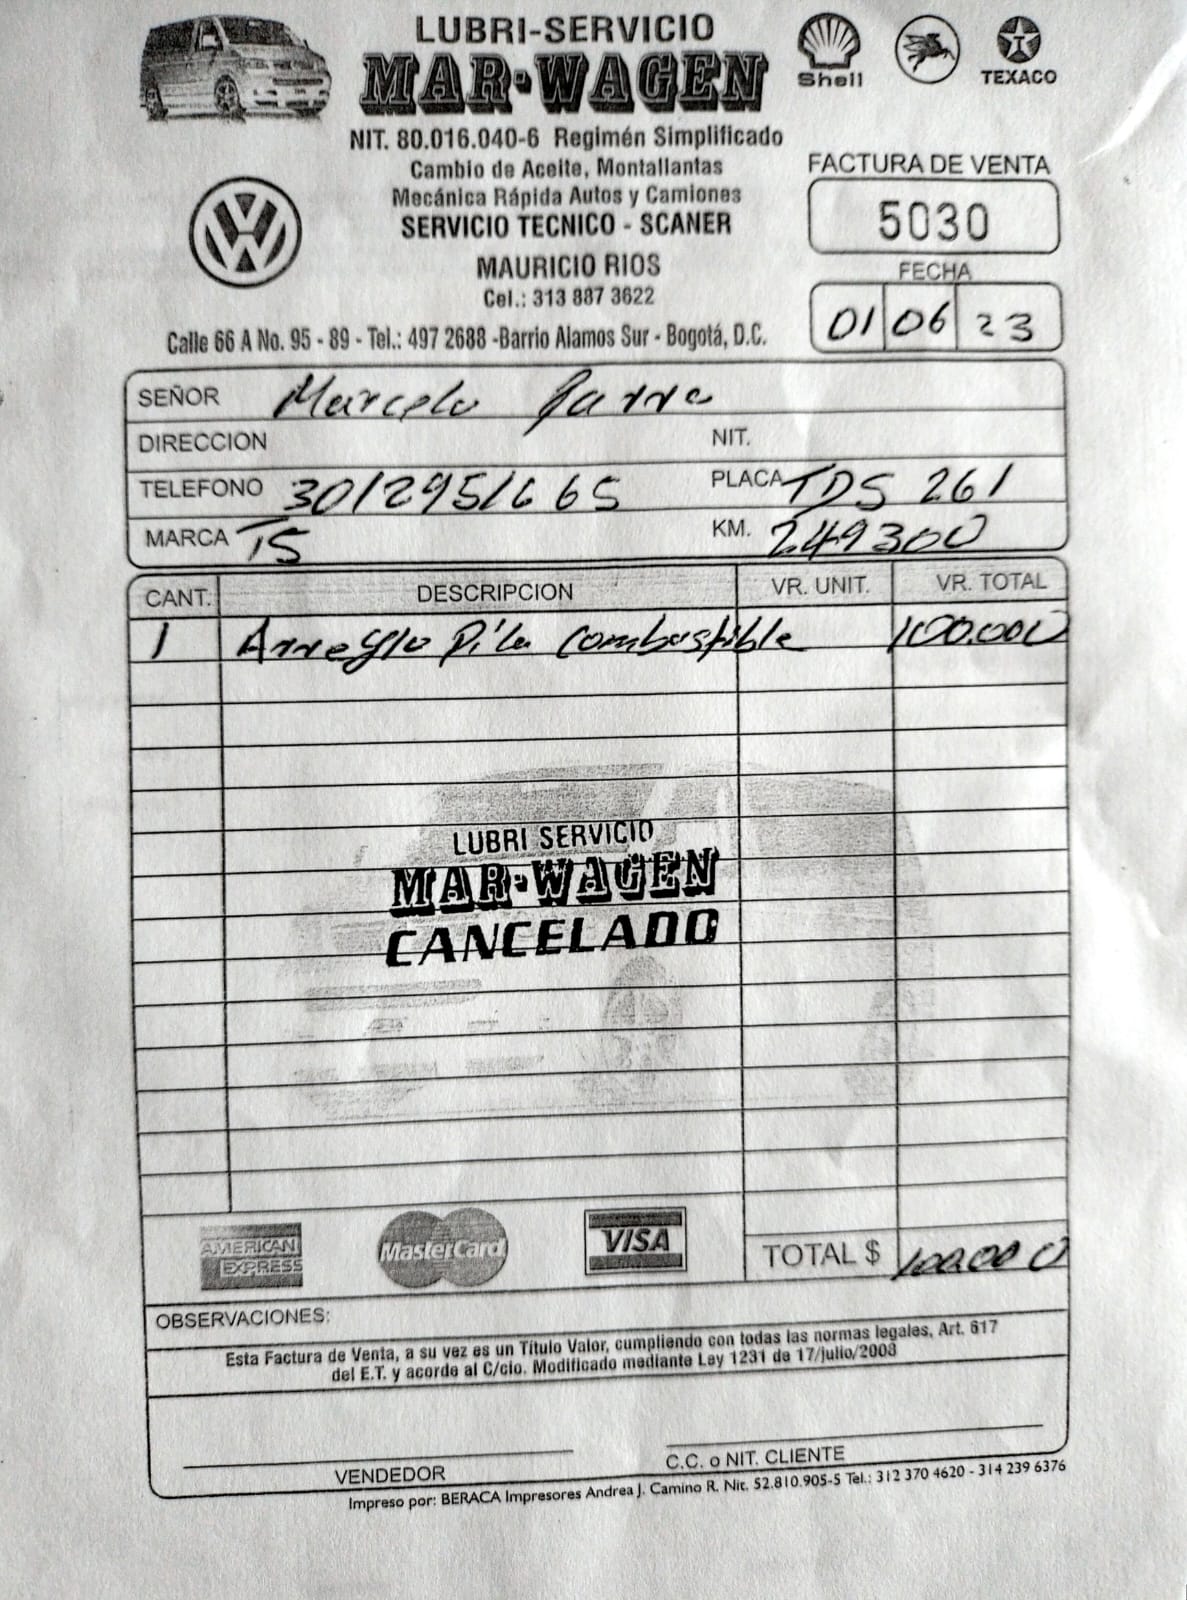 LUBRI-SERVICIO
MAR-WAGEN
Shell
TEXACO
NIT. 80.016.040-6 Regimén Simplificado
Cambio de Aceite, Montallantas
Mecánica Rápida Autos y Camiones
SERVICIO TECNICO - SCANER
MAURICIO RIOS
Cel.: 313 887 3622
Calle 66 A No. 95 - 89 - Tel.: 497 2688 -Barrio Alamos Sur - Bogotá, D.C.
FACTURA DE VENTA
5030
FECHA
01 06 23
SEÑOR Marcelo Parra
DIRECCION NIT.
TELEFONO 3012951665 PLACA TDS 261
MARCA T5 KM. 249300
CANT. DESCRIPCION VR. UNIT. VR. TOTAL
1 Arreglo Pila combustible 100.000
LUBRI SERVICIO
MAR-WAGEN
CANCELADO
AMERICAN EXPRESS MasterCard VISA TOTAL $ 100.000
OBSERVACIONES:
Esta Factura de Venta, a su vez es un Título Valor, cumpliendo con todas las normas legales, Art. 617
del E.T. y acorde al C/cio. Modificado mediante Ley 1231 de 17/julio/2008
VENDEDOR C.C. o NIT. CLIENTE
Impreso por: BERACA Impresores Andrea J. Camino R. Nit. 52.810.905-5 Tel.: 312 370 4620 - 314 239 6376